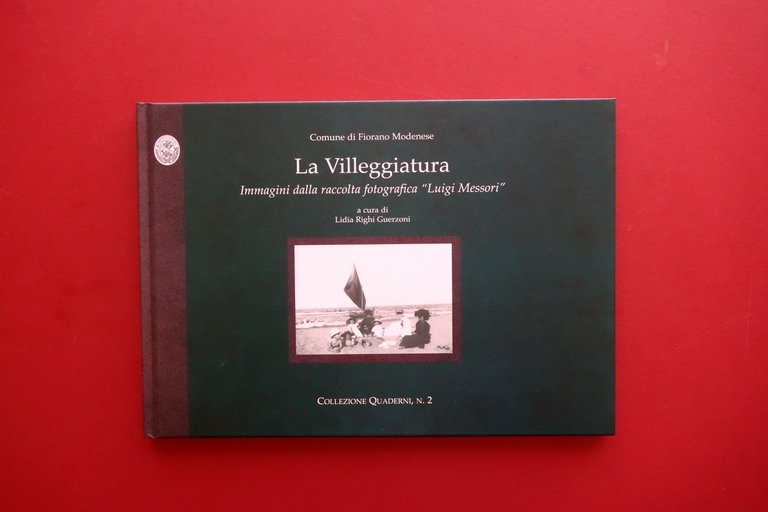 Comune di Fiorano Modenese
La Villeggiatura
Immagini dalla raccolta fotografica “Luigi Messori”
a cura di
Lidia Righi Guerzoni
Collezione Quaderni, n. 2